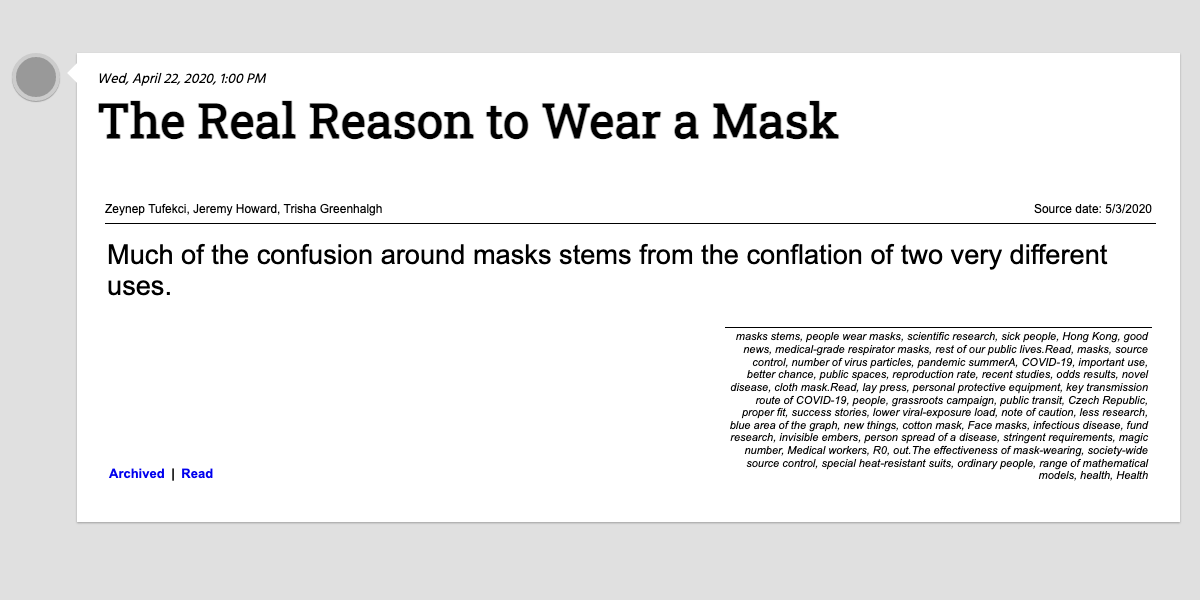 Wed, April 22, 2020, 1:00 PM
The Real Reason to Wear a Mask
Zeynep Tufekci, Jeremy Howard, Trisha Greenhalgh
Source date: 5/3/2020
Much of the confusion around masks stems from the conflation of two very different
uses.
masks stems, people wear masks, scientific research, sick people, Hong Kong, good
news, medical-grade respirator masks, rest of our public lives.Read, masks, source
control, number of virus particles, pandemic summerA, COVID-19, important use,
better chance, public spaces, reproduction rate, recent studies, odds results, novel
disease, cloth mask.Read, lay press, personal protective equipment, key transmission
route of COVID-19, people, grassroots campaign, public transit, Czech Republic,
proper fit, success stories, lower viral-exposure load, note of caution, less research,
blue area of the graph, new things, cotton mask, Face masks, infectious disease, fund
research, invisible embers, person spread of a disease, stringent requirements, magic
number, Medical workers, R0, out.The effectiveness of mask-wearing, society-wide
source control, special heat-resistant suits, ordinary people, range of mathematical
models, health, Health
Archived | Read